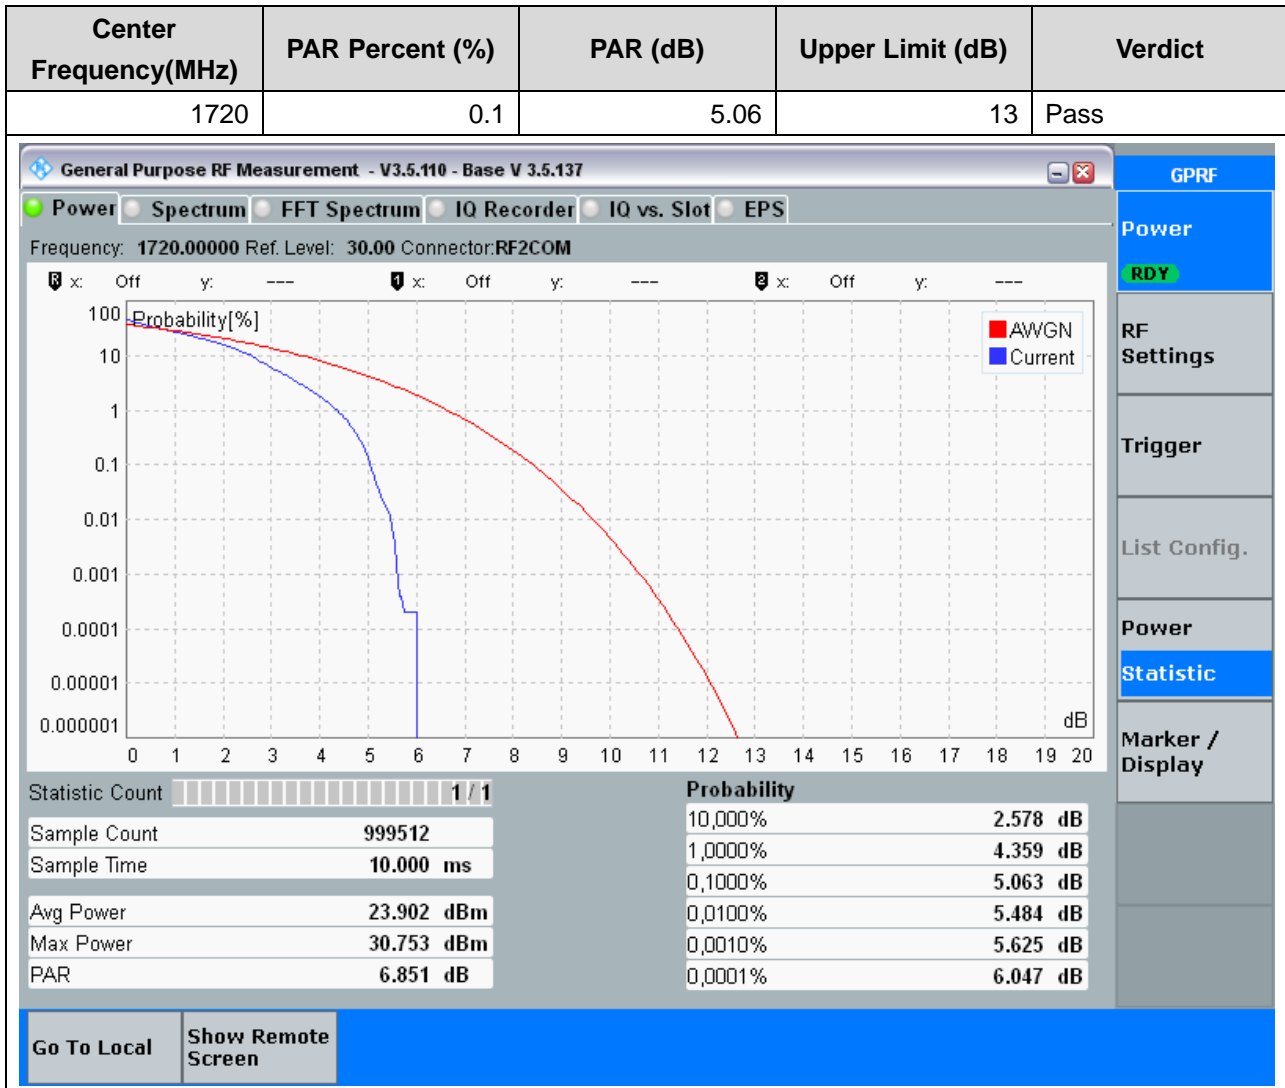 Center Frequency(MHz) PAR Percent (%) PAR (dB) Upper Limit (dB) Verdict
1720 0.1 5.06 13 Pass
General Purpose RF Measurement - V3.5.110 - Base V 3.5.137
GPRF
Power Spectrum FFT Spectrum IQ Recorder IQ vs. Slot EPS
Frequency: 1720.00000 Ref. Level: 30.00 Connector:RF2COM
R x: Off y: --- 1 x: Off y: --- 2 x: Off y: ---
Probability[%]
AWGN
Current
100
10
1
0.1
0.01
0.001
0.0001
0.00001
0.000001
dB
0 1 2 3 4 5 6 7 8 9 10 11 12 13 14 15 16 17 18 19 20
Statistic Count 1 / 1
Sample Count 999512
Sample Time 10.000 ms
Avg Power 23.902 dBm
Max Power 30.753 dBm
PAR 6.851 dB
Probability
10,000% 2.578 dB
1,0000% 4.359 dB
0,1000% 5.063 dB
0,0100% 5.484 dB
0,0010% 5.625 dB
0,0001% 6.047 dB
Power
RDY
RF
Settings
Trigger
List Config.
Power
Statistic
Marker /
Display
Go To Local
Show Remote
Screen